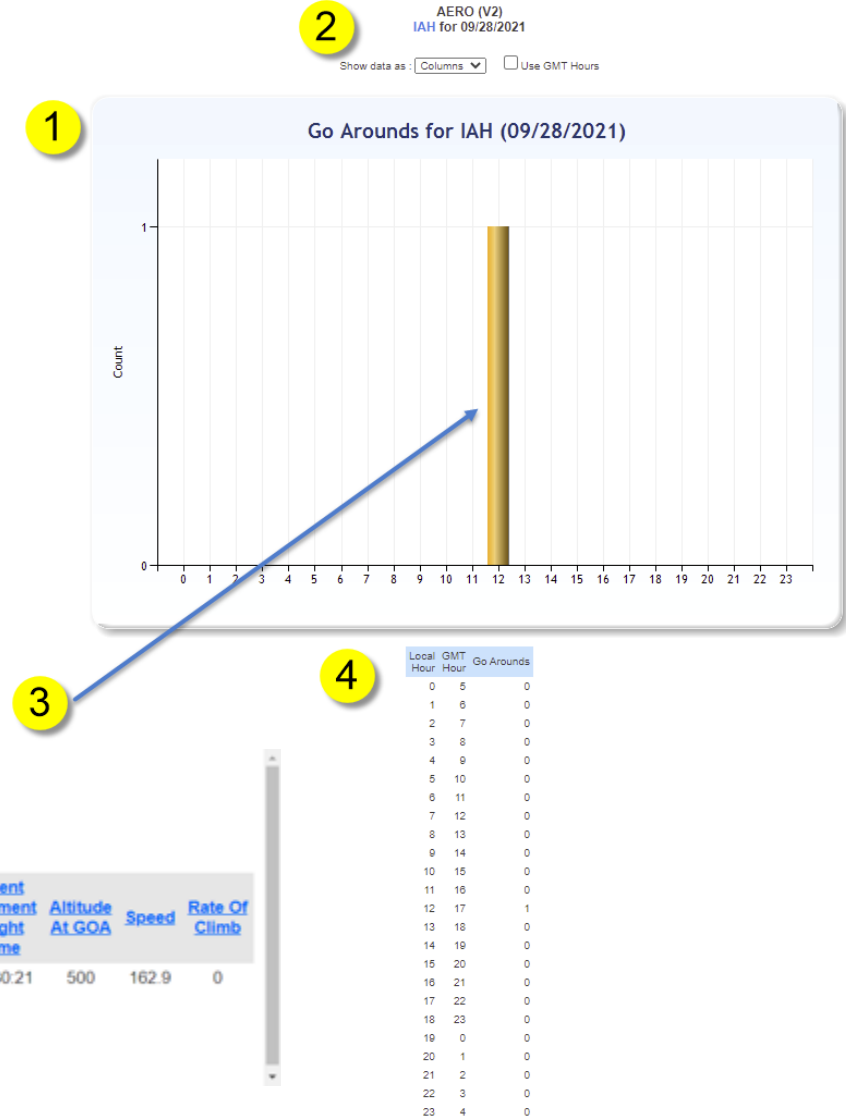 2
AERO (V2)
IAH for 09/28/2021
Show data as : Columns Use GMT Hours
1
Go Arounds for IAH (09/28/2021)
1
Count
0
0 1 2 3 4 5 6 7 8 9 10 11 12 13 14 15 16 17 18 19 20 21 22 23
3
4
Local Hour GMT Hour Go Arounds
0 5 0
1 6 0
2 7 0
3 8 0
4 9 0
5 10 0
6 11 0
7 12 0
8 13 0
9 14 0
10 15 0
11 16 0
12 17 1
13 18 0
14 19 0
15 20 0
16 21 0
17 22 0
18 23 0
19 0 0
20 1 0
21 2 0
22 3 0
23 4 0
Altitude At GOA Speed Rate Of Climb
0:21 500 162.9 0